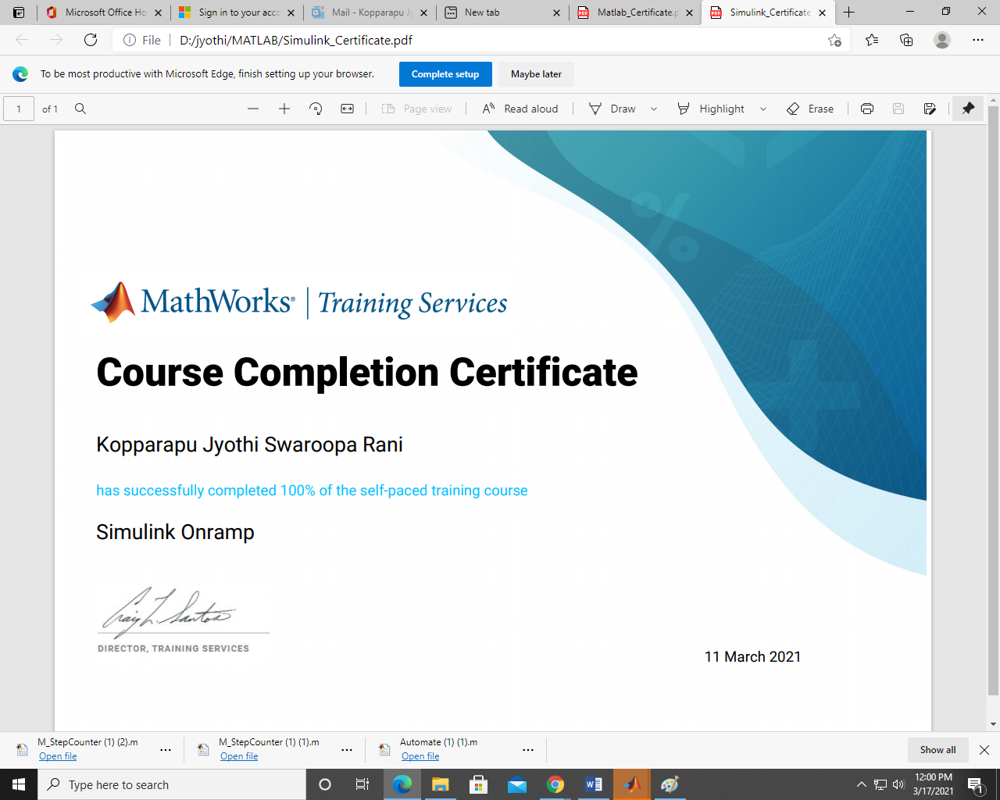 Microsoft Office Ho
Sign in to your acco
Mail - Kopparapu Jy
New tab
Matlab_Certificate.p
Simulink_Certificate
File
D:/jyothi/MATLAB/Simulink_Certificate.pdf
To be most productive with Microsoft Edge, finish setting up your browser.
Complete setup
Maybe later
1 of 1
Page view
Read aloud
Draw
Highlight
Erase
%
MathWorks® | Training Services
Course Completion Certificate
Kopparapu Jyothi Swaroopa Rani
has successfully completed 100% of the self-paced training course
Simulink Onramp
Craig L. Santos
DIRECTOR, TRAINING SERVICES
11 March 2021
M_StepCounter (1) (2).m
Open file
M_StepCounter (1) (1).m
Open file
Automate (1) (1).m
Open file
Show all
Type here to search
12:00 PM
3/17/2021
1